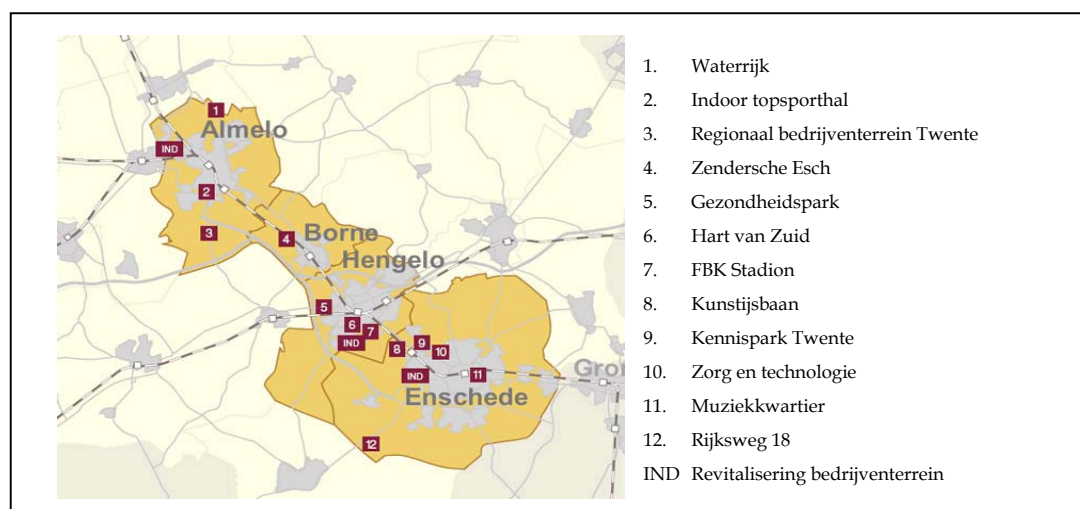 1
Almelo
IND
2
3
4
Borne
Hengelo
5
6
7
IND
8
9
10
IND
11
Enschede
Gron
12
1. Waterrijk
2. Indoor topsporthal
3. Regionaal bedrijventerrein Twente
4. Zendersche Esch
5. Gezondheidspark
6. Hart van Zuid
7. FBK Stadion
8. Kunstijsbaan
9. Kennispark Twente
10. Zorg en technologie
11. Muziekkwartier
12. Rijksweg 18
IND Revitalisering bedrijventerrein